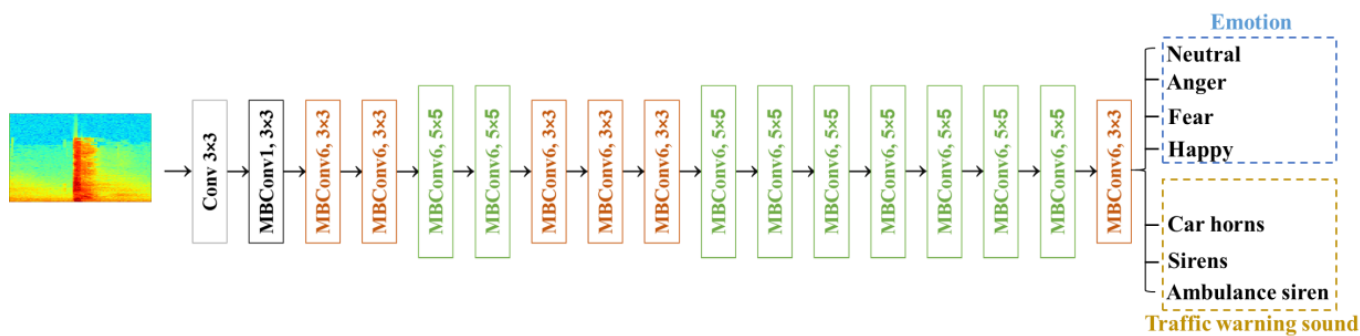 Emotion
Conv 3×3
MBConv1, 3×3
MBConv6, 3×3
MBConv6, 3×3
MBConv6, 5×5
MBConv6, 5×5
MBConv6, 3×3
MBConv6, 3×3
MBConv6, 3×3
MBConv6, 5×5
MBConv6, 5×5
MBConv6, 5×5
MBConv6, 5×5
MBConv6, 5×5
MBConv6, 5×5
MBConv6, 5×5
MBConv6, 3×3
Neutral
Anger
Fear
Happy
Car horns
Sirens
Ambulance siren
Traffic warning sound